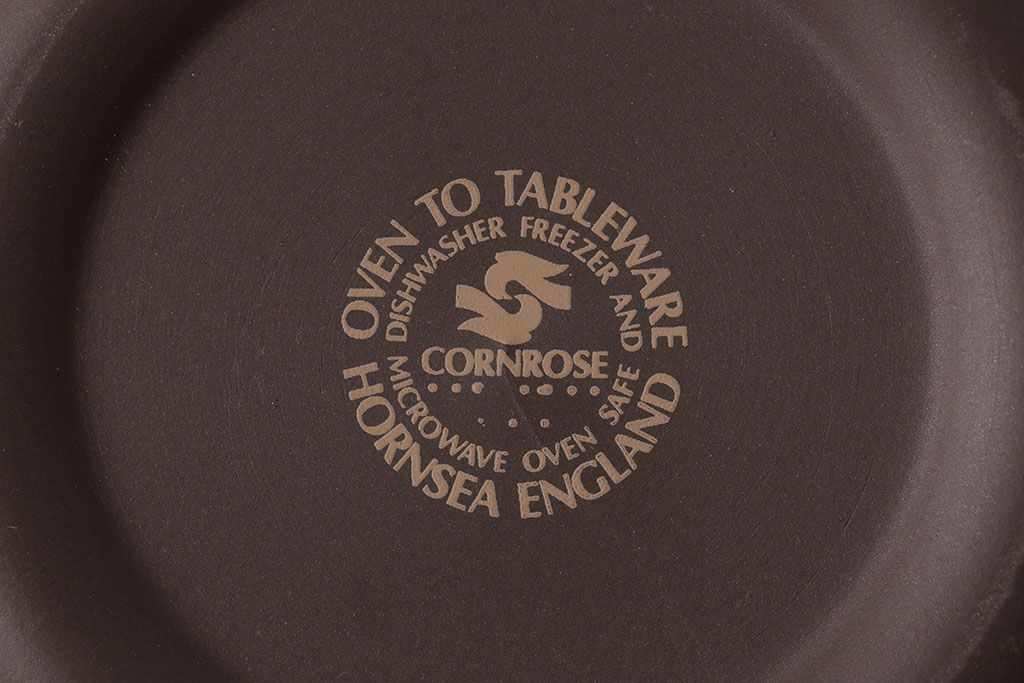 OVEN TO TABLEWARE
DISHWASHER FREEZER AND
CORNROSE
MICROWAVE OVEN SAFE
HORNSEA ENGLAND